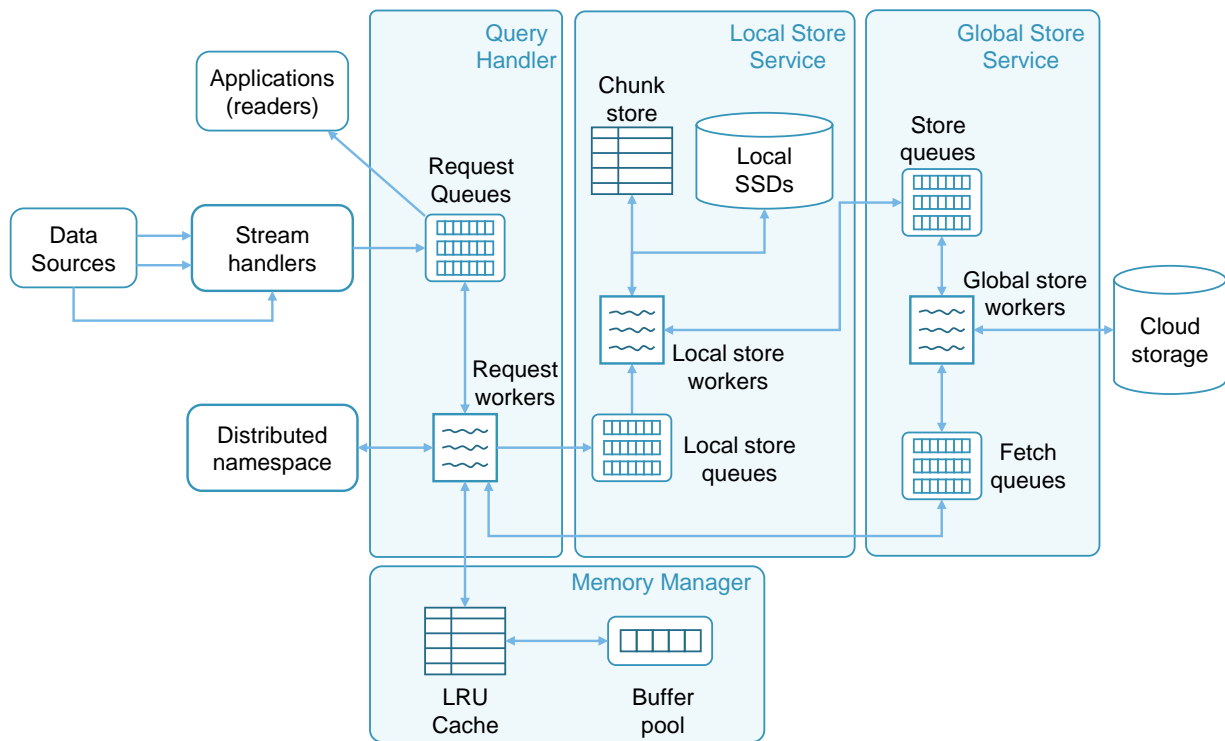 Query
Handler
Local Store
Service
Global Store
Service
Applications
(readers)
Chunk
store
Local
SSDs
Store
queues
Request
Queues
Data
Sources
Stream
handlers
Global store
workers
Cloud
storage
Request
workers
Local store
workers
Distributed
namespace
Local store
queues
Fetch
queues
Memory Manager
LRU
Cache
Buffer
pool